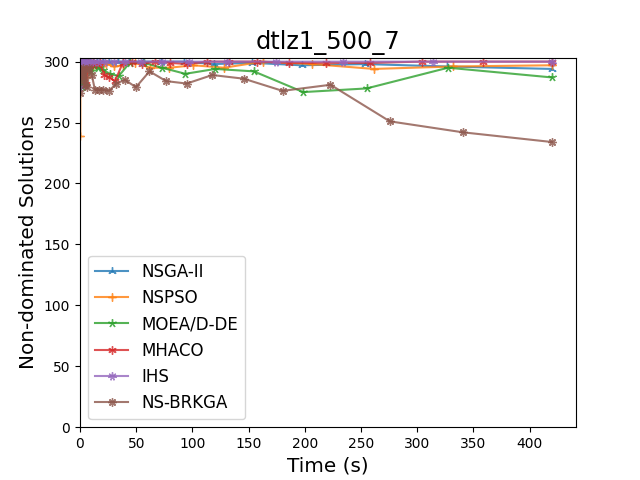 dtlz1_500_7
Non-dominated Solutions
300
250
200
150
100
50
0
NSGA-II
NSPSO
MOEA/D-DE
MHACO
IHS
NS-BRKGA
0 50 100 150 200 250 300 350 400
Time (s)